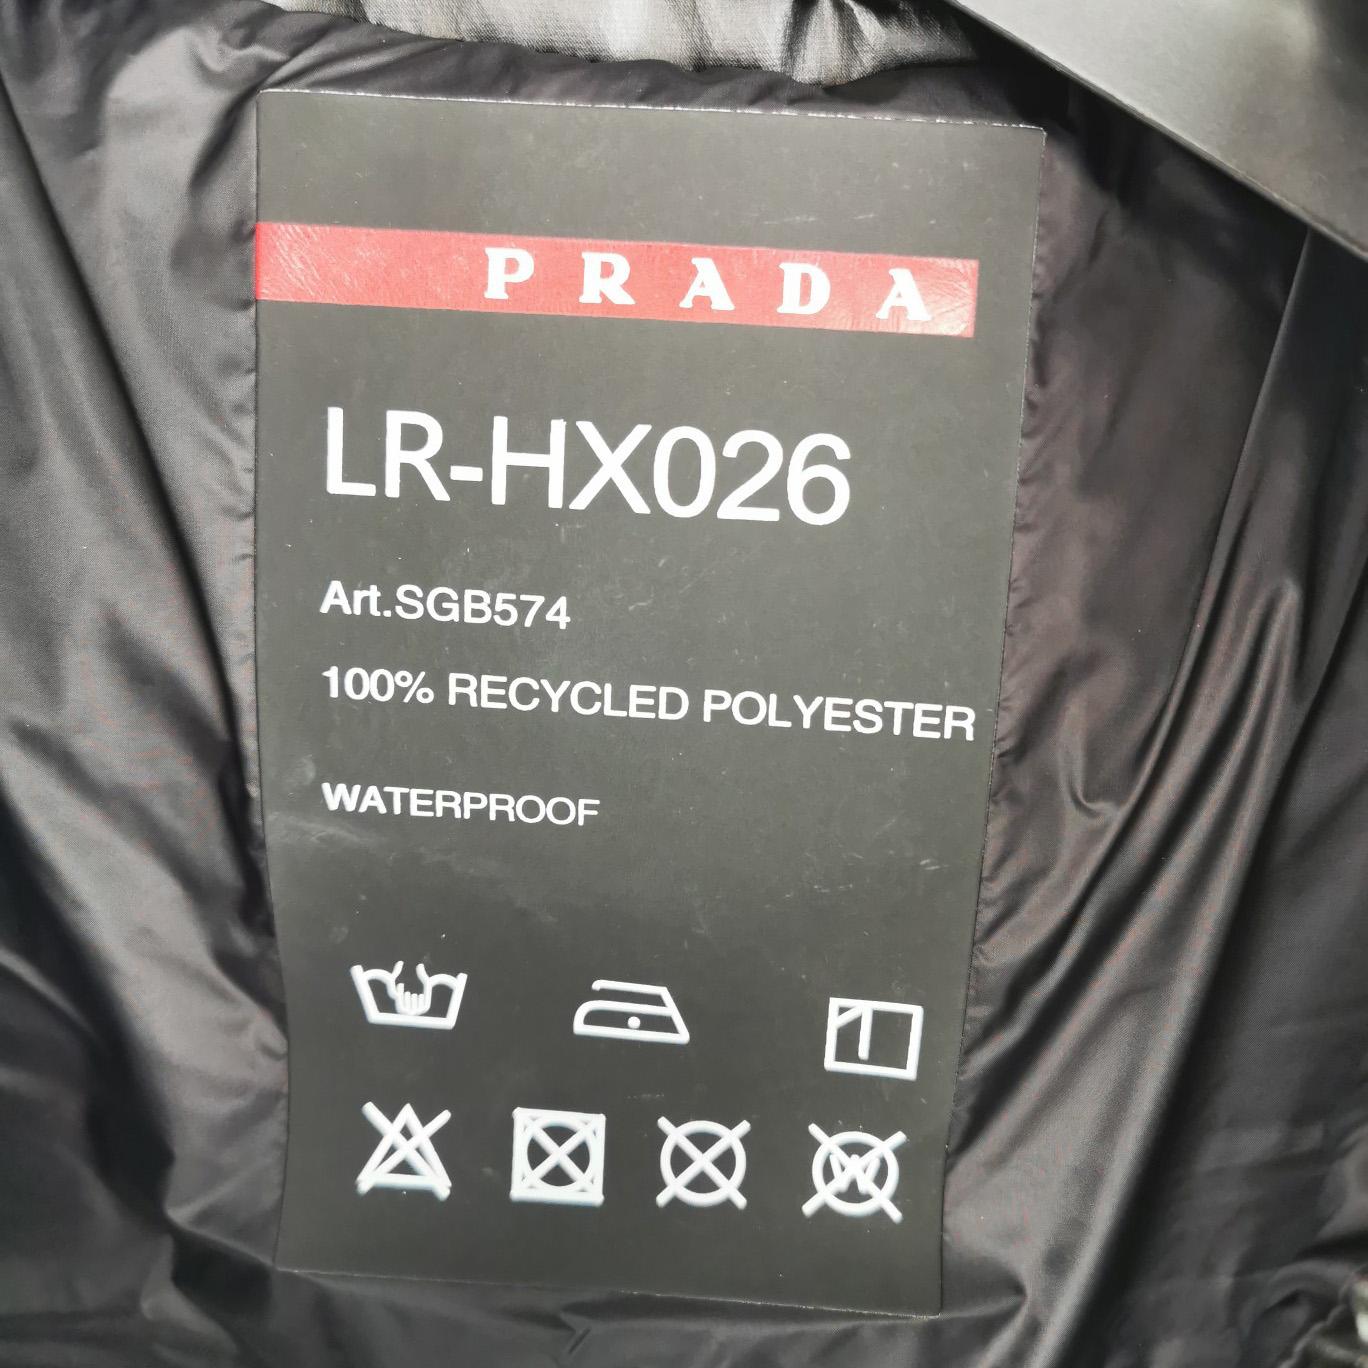 PRADA
LR-HX026
Art.SGB574
100% RECYCLED POLYESTER
WATERPROOF
W